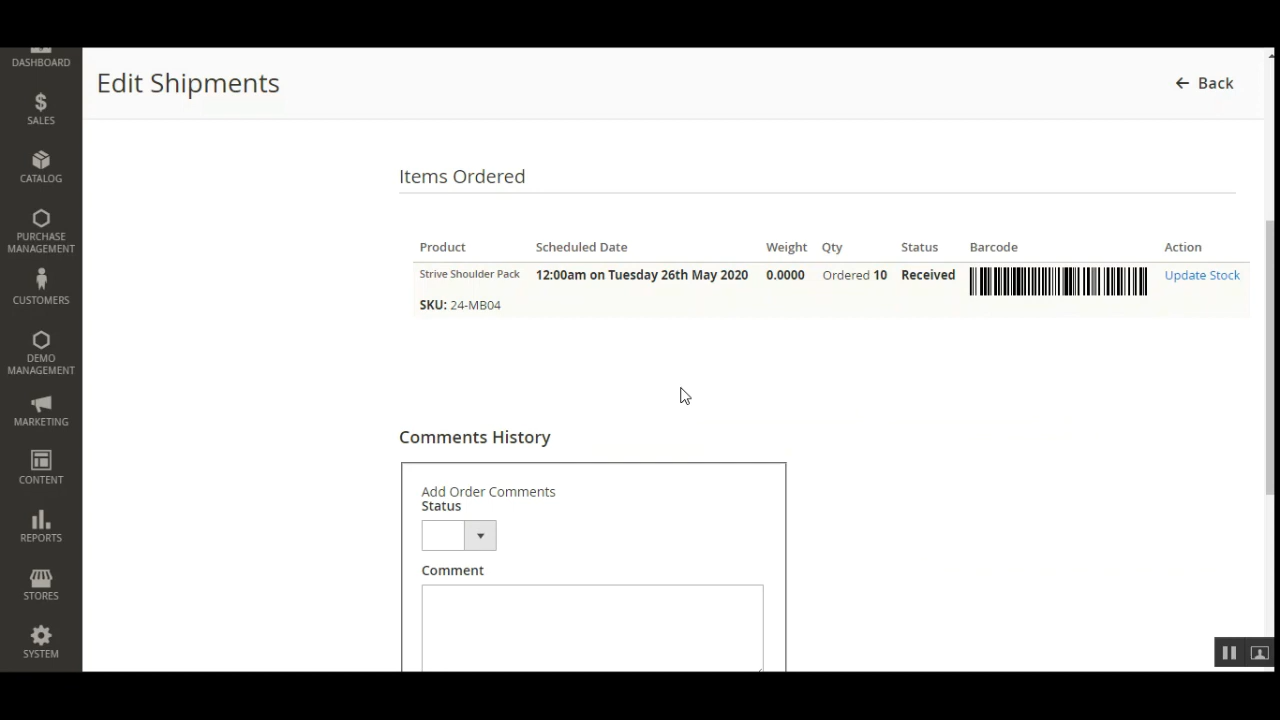 DASHBOARD
Edit Shipments
Back
SALES
CATALOG
PURCHASE
MANAGEMENT
CUSTOMERS
DEMO
MANAGEMENT
MARKETING
CONTENT
REPORTS
STORES
SYSTEM
Items Ordered
Product Scheduled Date Weight Qty Status Barcode Action
Strive Shoulder Pack 12:00am on Tuesday 26th May 2020 0.0000 Ordered 10 Received Update Stock
SKU: 24-MB04
Comments History
Add Order Comments
Status
Comment